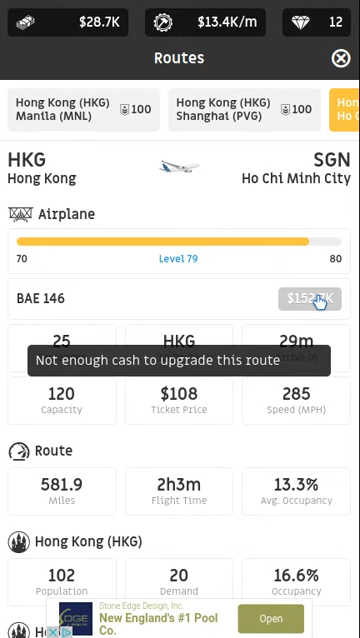 $28.7K
$13.4K/m
12
Routes
Hong Kong (HKG)
Manila (MNL)
100
Hong Kong (HKG)
Shanghai (PVG)
100
HKG
SGN
Hong Kong
Ho Chi Minh City
Airplane
70
Level 79
80
BAE 146
25
HKG
29m
Not enough cash to upgrade this route
120
$108
285
Capacity
Ticket Price
Speed (MPH)
Route
581.9
2h3m
13.3%
Miles
Flight Time
Avg. Occupancy
Hong Kong (HKG)
102
20
16.6%
Population
Demand
Occupancy
Stone Edge Design, Inc.
New England's #1 Pool
Co.
Open